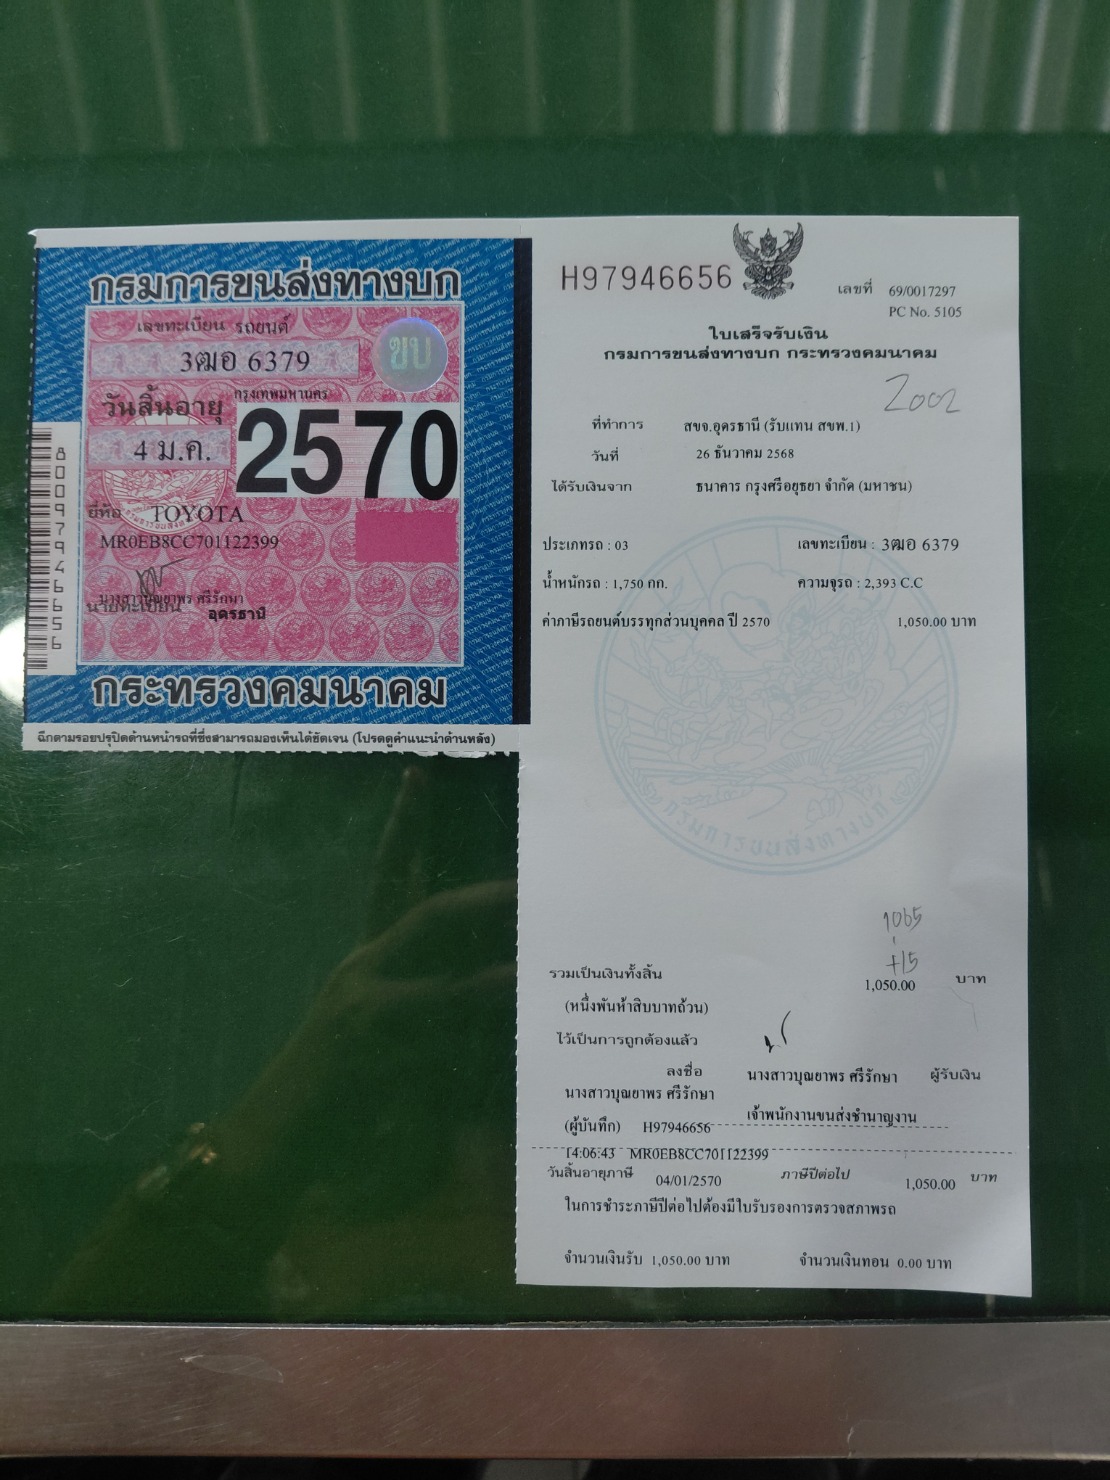 กรมการขนส่งทางบก
เลขทะเบียน รถยนต์
3ฒอ 6379
ขบ
กรุงเทพมหานคร
วันสิ้นอายุ
2570
4 ม.ค.
ยี่ห้อ TOYOTA
MR0EB8CC701122399
นางสาวบุณยาพร ศรีรักษา
นายทะเบียน
อุดรธานี
800979466569
กระทรวงคมนาคม
ฉีกตามรอยปรุปิดด้านหน้ารถที่ซึ่งสามารถมองเห็นได้ชัดเจน (โปรดดูคำแนะนำด้านหลัง)
H97946656
เลขที่ 69/0017297
PC No. 5105
ใบเสร็จรับเงิน
กรมการขนส่งทางบก กระทรวงคมนาคม
2002
ที่ทำการ สขจ.อุดรธานี (รับแทน สขพ.1)
วันที่ 26 ธันวาคม 2568
ได้รับเงินจาก ธนาคาร กรุงศรีอยุธยา จำกัด (มหาชน)
ประเภทรถ : 03 เลขทะเบียน : 3ฒอ 6379
น้ำหนักรถ : 1,750 กก. ความจุรถ : 2,393 C.C
ค่าภาษีรถยนต์บรรทุกส่วนบุคคล ปี 2570 1,050.00 บาท
กรมการขนส่งทางบก
1065
+15
รวมเป็นเงินทั้งสิ้น 1,050.00 บาท
(หนึ่งพันห้าสิบบาทถ้วน)
ไว้เป็นการถูกต้องแล้ว
ลงชื่อ นางสาวบุณยาพร ศรีรักษา ผู้รับเงิน
นางสาวบุณยาพร ศรีรักษา
เจ้าพนักงานขนส่งชำนาญงาน
(ผู้บันทึก) H97946656
14:06:43 MR0EB8CC701122399
วันสิ้นอายุภาษี 04/01/2570 ภาษีปีต่อไป 1,050.00 บาท
ในการชำระภาษีปีต่อไปต้องมีใบรับรองการตรวจสภาพรถ
จำนวนเงินรับ 1,050.00 บาท จำนวนเงินทอน 0.00 บาท